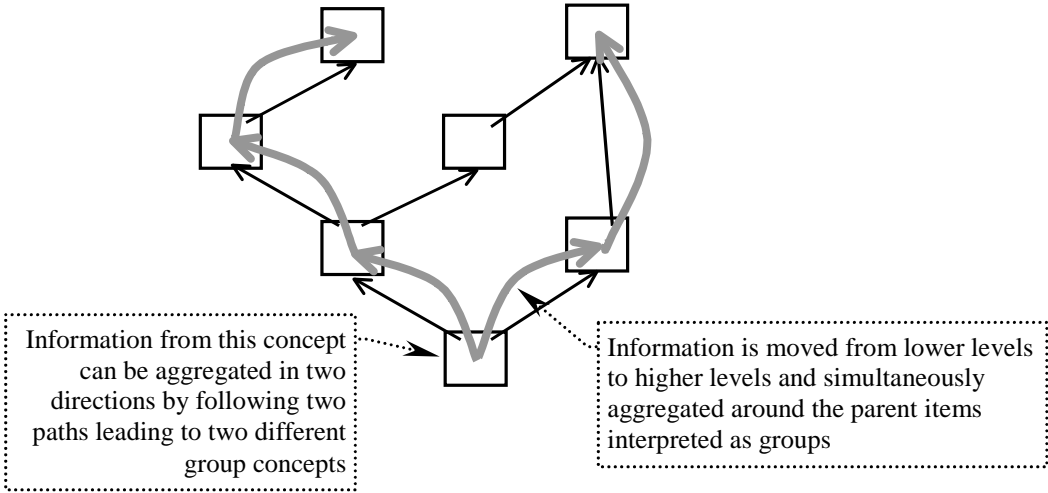 Information from this concept
can be aggregated in two
directions by following two
paths leading to two different
group concepts
Information is moved from lower levels
to higher levels and simultaneously
aggregated around the parent items
interpreted as groups